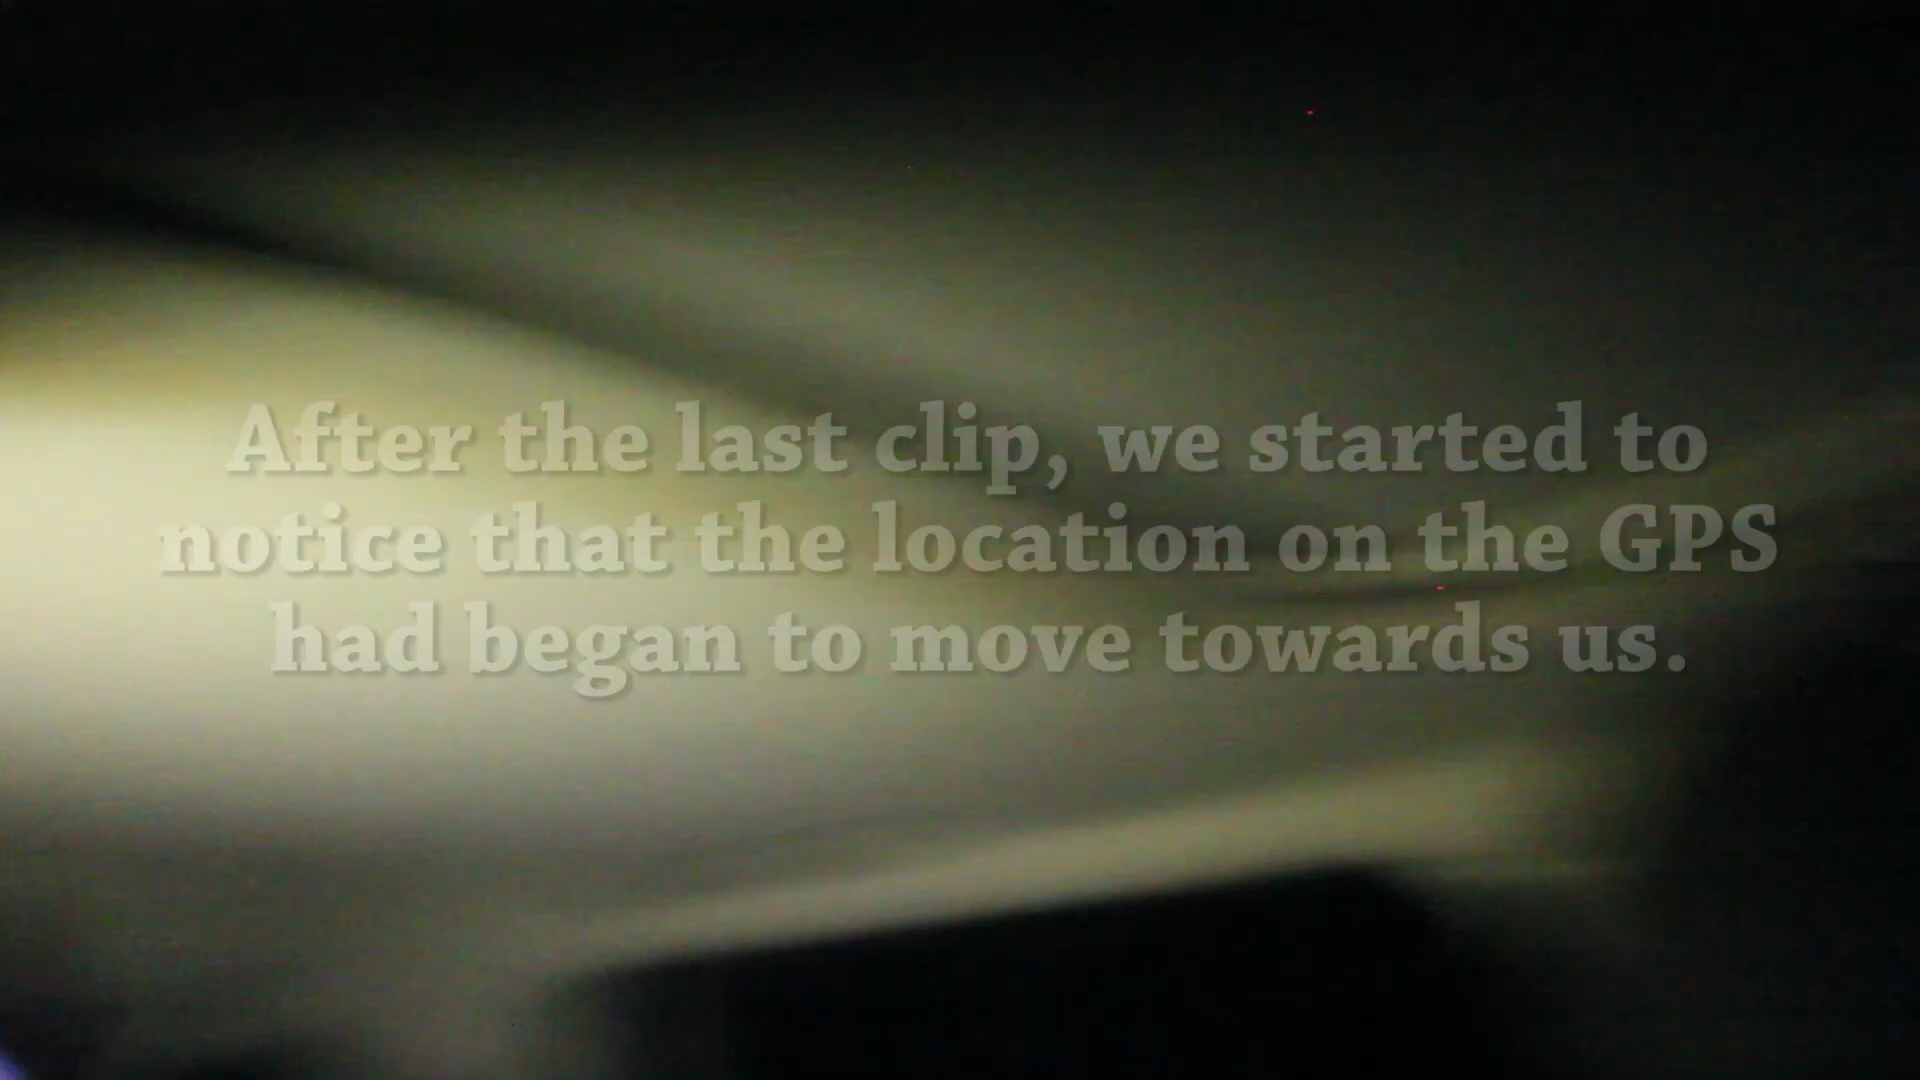 After the last clip, we started to
notice that the location on the GPS
had began to move towards us.